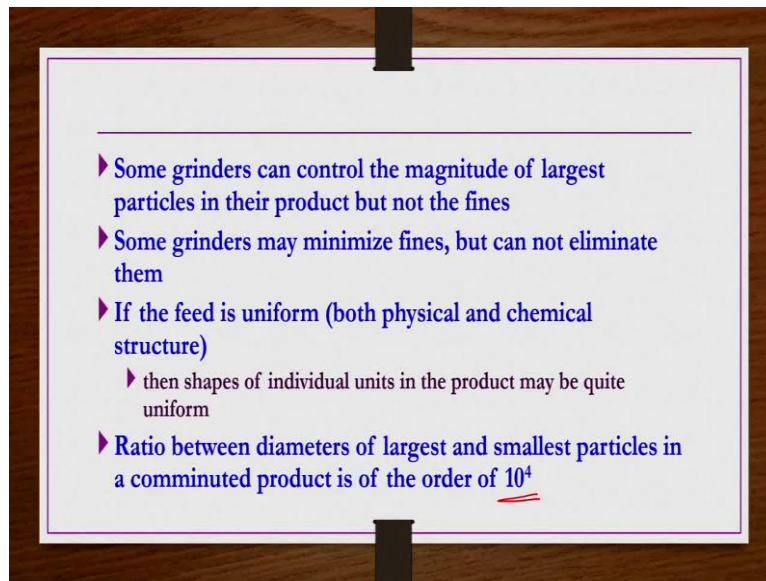 Some grinders can control the magnitude of largest
particles in their product but not the fines
Some grinders may minimize fines, but can not eliminate
them
If the feed is uniform (both physical and chemical
structure)
then shapes of individual units in the product may be quite
uniform
Ratio between diameters of largest and smallest particles in
a comminuted product is of the order of 10⁴